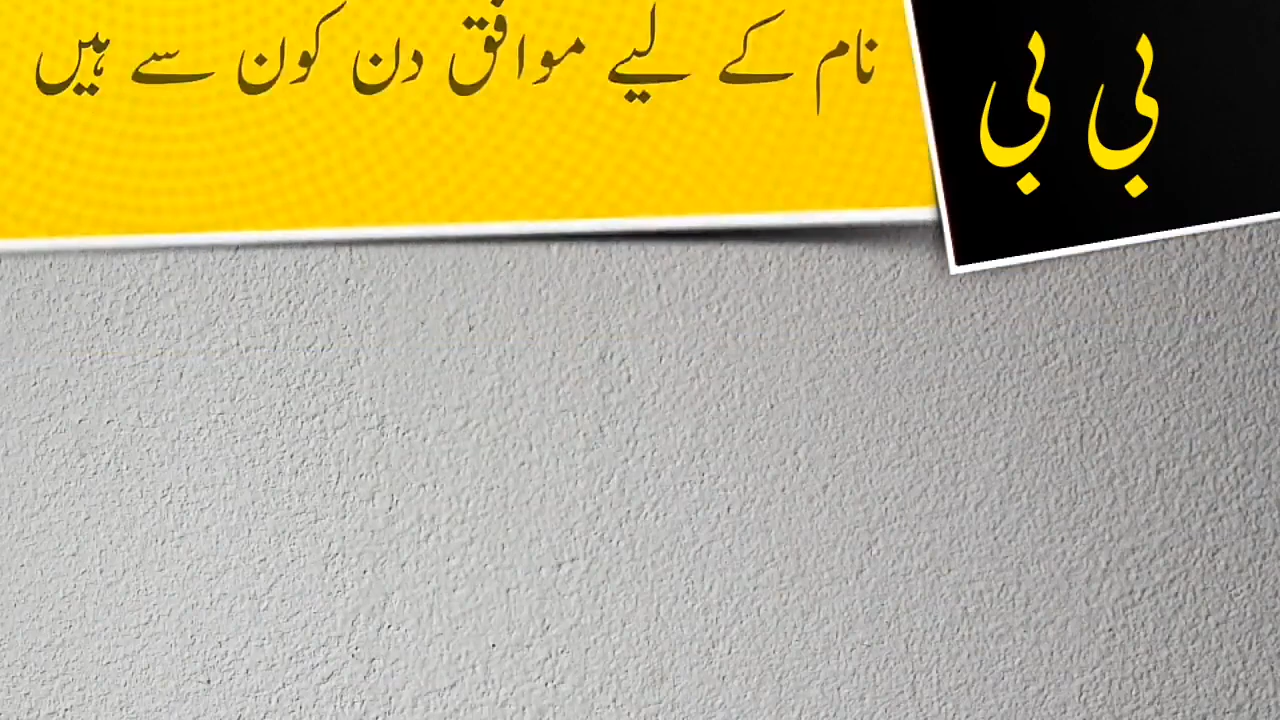 بی بی
نام کے لیے موافق دن کون سے ہیں